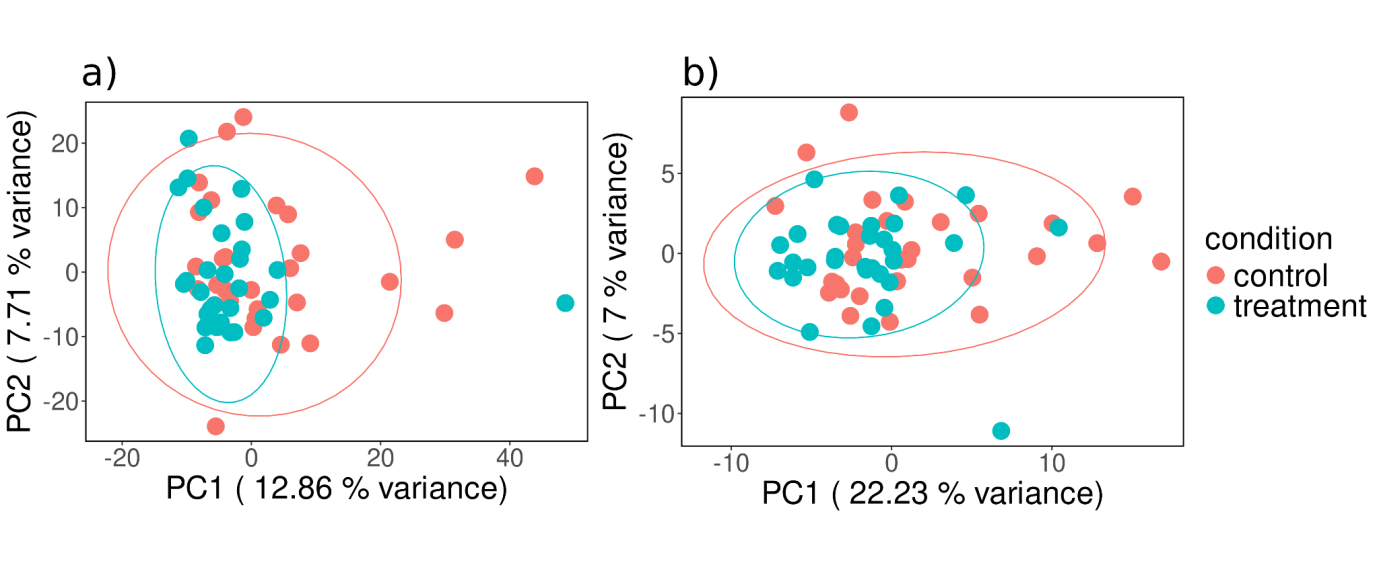 a)
PC2 ( 7.71 % variance)
20
10
0
-10
-20
-20
0
20
40
PC1 ( 12.86 % variance)
b)
PC2 ( 7 % variance)
5
0
-5
-10
-10
0
10
PC1 ( 22.23 % variance)
condition
control
treatment